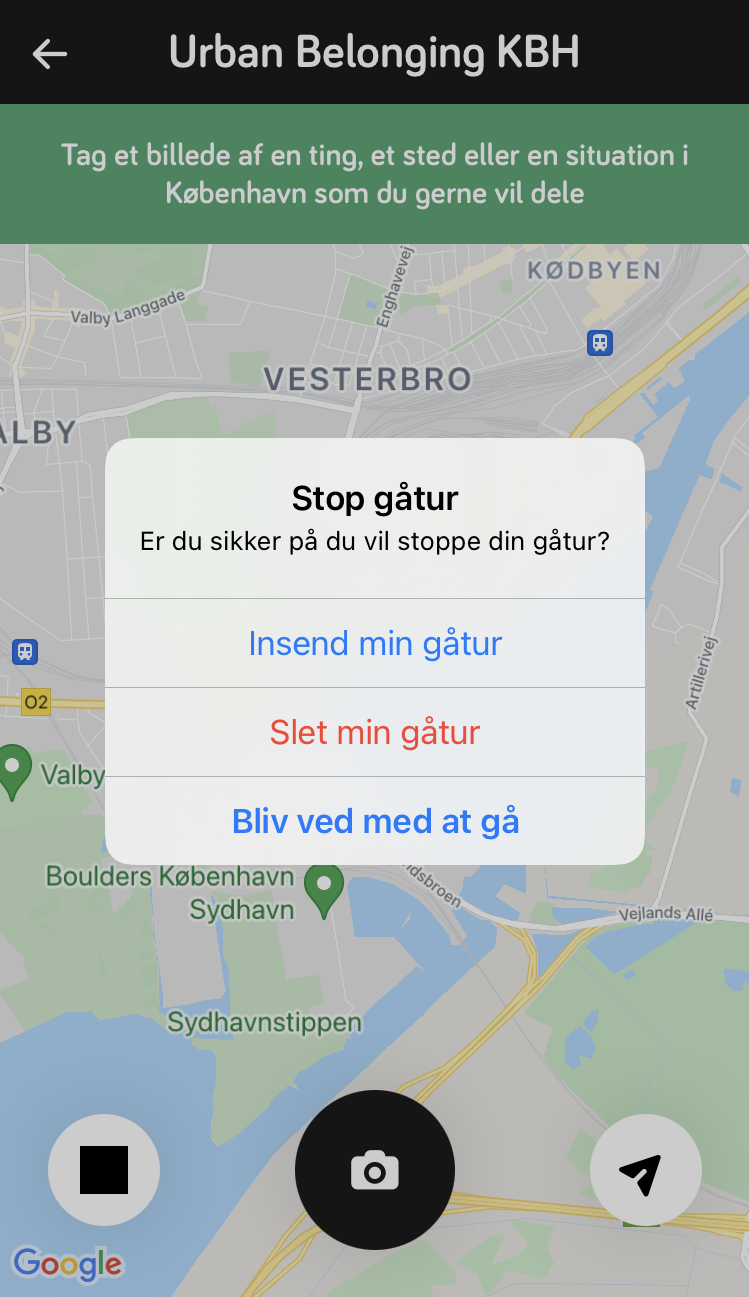 Urban Belonging KBH
Tag et billede af en ting, et sted eller en situation i
København som du gerne vil dele
KØDBYEN
Enghavevej
Valby Langgade
VESTERBRO
ALBY
Stop gåtur
Er du sikker på du vil stoppe din gåtur?
Insend min gåtur
Artillerivej
O2
Slet min gåtur
Valby
Bliv ved med at gå
Boulders København
Sydhavn
Vejlands Allé
Sydhavnstippen
Google